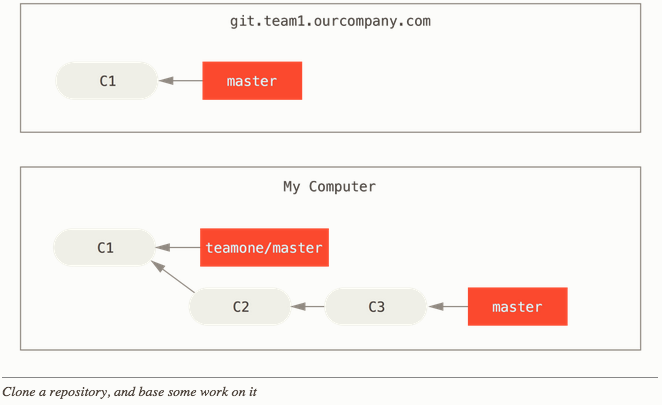 git.team1.ourcompany.com
C1
master
My Computer
C1
teamone/master
C2
C3
master
Clone a repository, and base some work on it